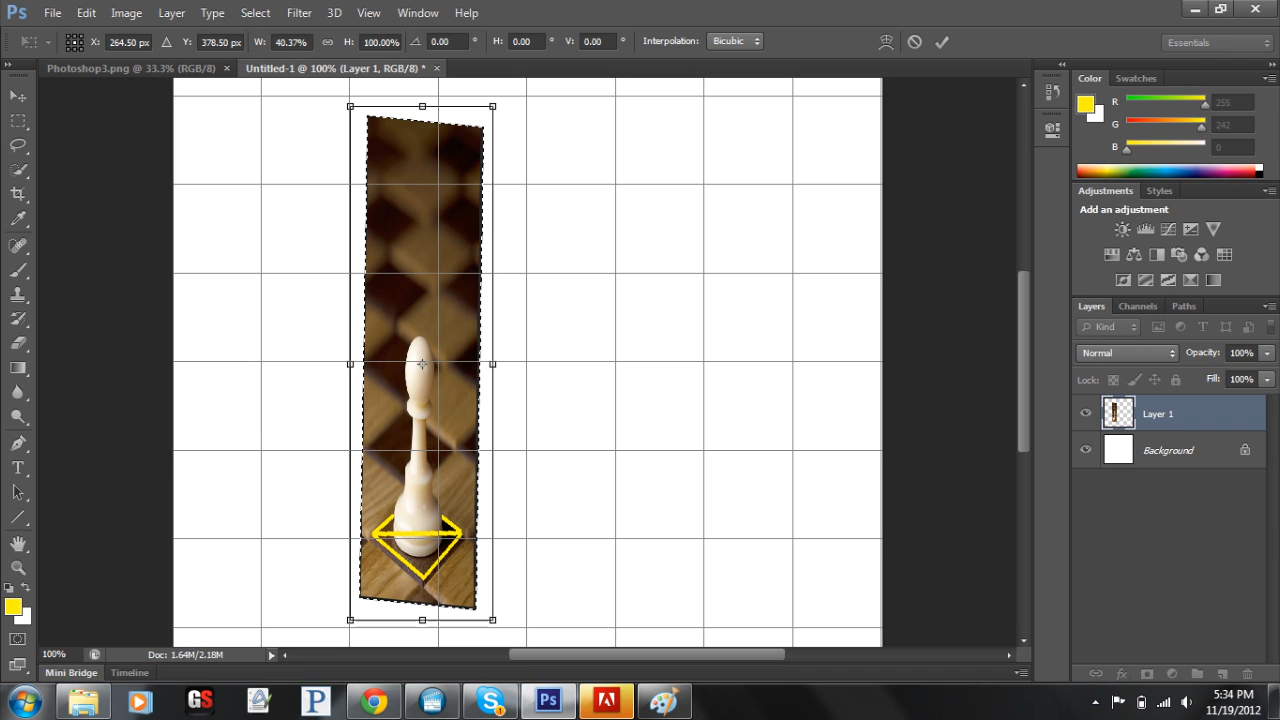 Ps File Edit Image Layer Type Select Filter 3D View Window Help
X: 264.50 px Y: 378.50 px W: 40.37% H: 100.00% 0.00 ° H: 0.00 ° V: 0.00 ° Interpolation: Bicubic Essentials
Photoshop3.png @ 33.3% (RGB/8) × Untitled-1 @ 100% (Layer 1, RGB/8) * ×
Color Swatches
R 255
G 242
B 0
Adjustments Styles
Add an adjustment
Layers Channels Paths
Kind
Normal Opacity: 100%
Lock: Fill: 100%
Layer 1
Background
100% Doc: 1.64M/2.18M
Mini Bridge Timeline
GS P S Ps
5:34 PM
11/19/2012